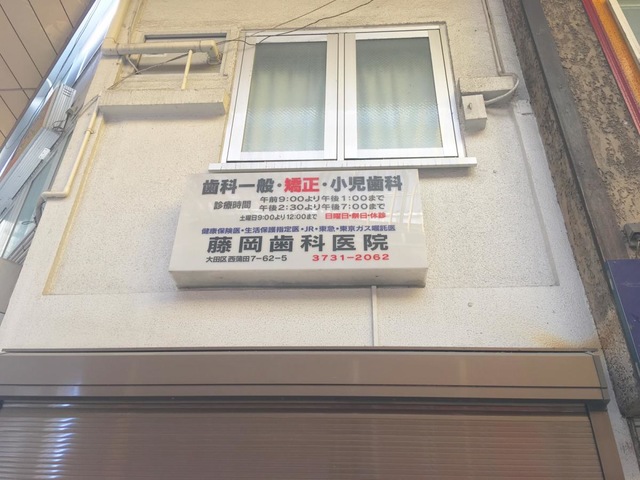 歯科一般・矯正・小児歯科
診療時間 午前9:00より午後1:00まで
午後2:30より午後7:00まで
土曜日9:00より12:00まで 日曜日・祭日・休診
健康保険医・生活保護指定医・JR・東急・東京ガス嘱託医
藤岡歯科医院
大田区西蒲田7-62-5 3731-2062